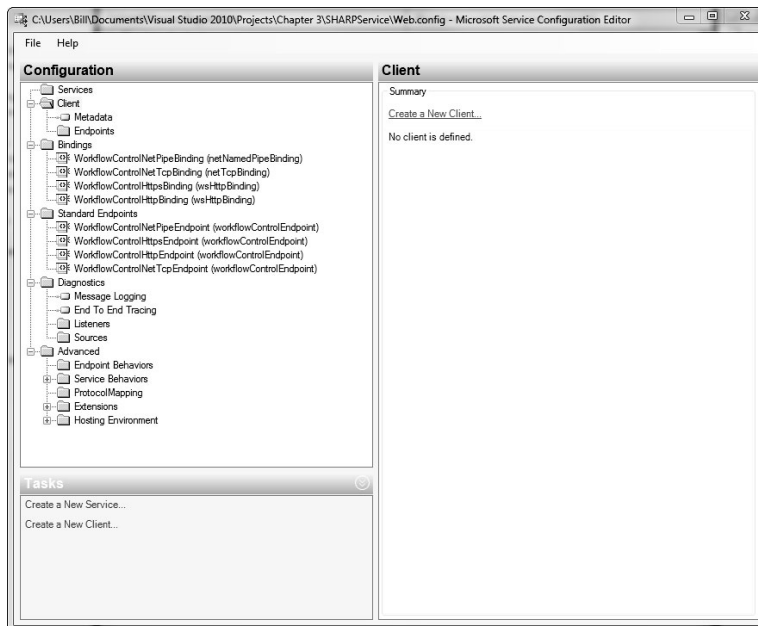 C:\Users\Bill\Documents\Visual Studio 2010\Projects\Chapter 3\SHARPService\Web.config - Microsoft Service Configuration Editor
File Help
Configuration
Services
Client
Metadata
Endpoints
Bindings
WorkflowControlNetPipeBinding (netNamedPipeBinding)
WorkflowControlNetTcpBinding (netTcpBinding)
WorkflowControlHttpsBinding (wsHttpBinding)
WorkflowControlHttpBinding (wsHttpBinding)
Standard Endpoints
WorkflowControlNetPipeEndpoint (workflowControlEndpoint)
WorkflowControlHttpsEndpoint (workflowControlEndpoint)
WorkflowControlHttpEndpoint (workflowControlEndpoint)
WorkflowControlNetTcpEndpoint (workflowControlEndpoint)
Diagnostics
Message Logging
End To End Tracing
Listeners
Sources
Advanced
Endpoint Behaviors
Service Behaviors
ProtocolMapping
Extensions
Hosting Environment
Tasks
Create a New Service...
Create a New Client...
Client
Summary
Create a New Client...
No client is defined.